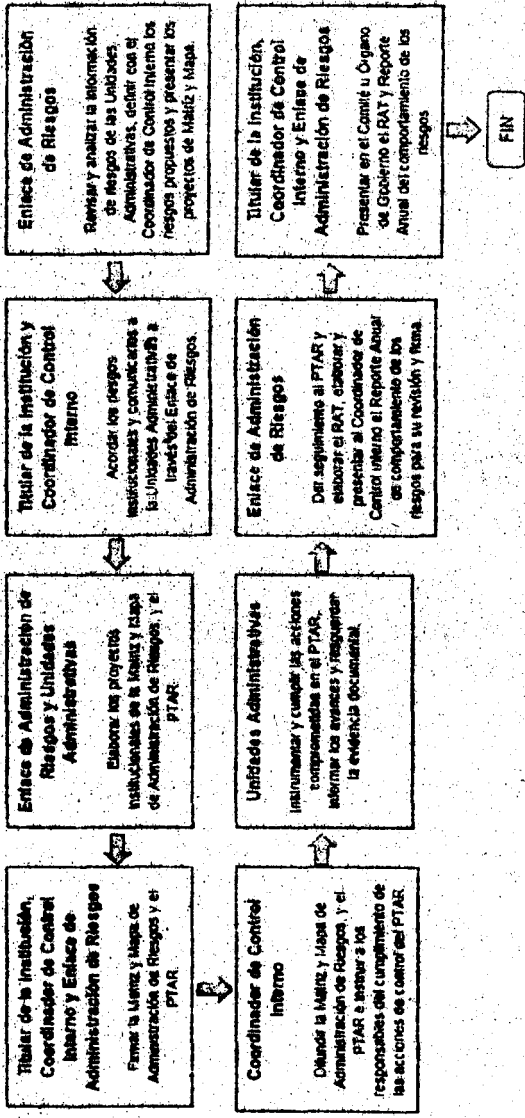 Enlace de Administración
de Riesgos
Revisar y analizar la información
de riesgos de las Unidades
Administrativas, definir con el
Coordinador de Control Interno los
riesgos propuestos y presentar los
proyectos de Matriz y Mapa.
Titular de la Institución y
Coordinador de Control
Interno
Acordar los riesgos
institucionales y comunicarlos a
la Unidades Administrativas a
través del Enlace de
Administración de Riesgos.
Enlace de Administración de
Riesgos y Unidades
Administrativas
Elaborar los proyectos
institucionales de la Matriz y Mapa
de Administración de Riesgos, y el
PTAR.
Titular de la Institución,
Coordinador de Control
Interno y Enlace de
Administración de Riesgos
Firmar la Matriz y Mapa de
Administración de Riesgos y el
PTAR.
Coordinador de Control
Interno
Difundir la Matriz y Mapa de
Administración de Riesgos, y el
PTAR e instruir a los
responsables del cumplimiento de
las acciones de control del PTAR.
Unidades Administrativas
Instrumentar y cumplir las acciones
comprometidas en el PTAR,
informar los avances y resguardar
la evidencia documental.
Enlace de Administración
de Riesgos
Dar seguimiento al PTAR y
elaborar el RAT, elaborar y
presentar al Coordinador de
Control Interno el Reporte Anual
de comportamiento de los
riesgos para su revisión y firma.
Titular de la Institución,
Coordinador de Control
Interno y Enlace de
Administración de Riesgos
Presentar en el Comité u Órgano
de Gobierno el RAT y Reporte
Anual del comportamiento de los
riesgos
FIN